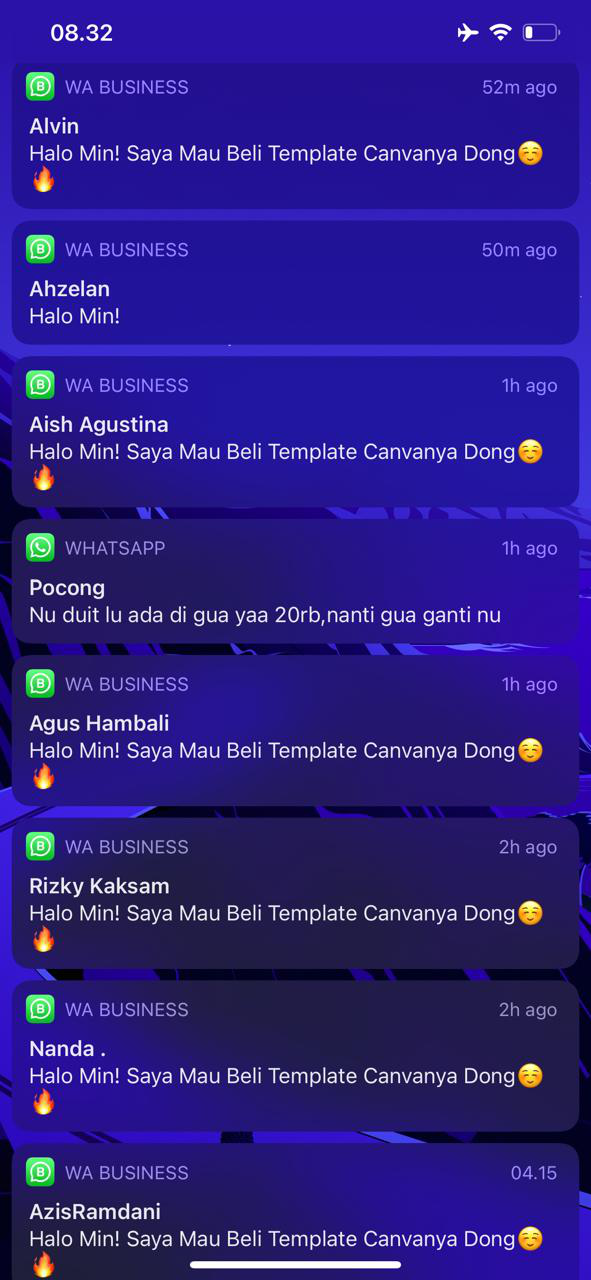 08.32
WA BUSINESS 52m ago
Alvin
Halo Min! Saya Mau Beli Template Canvanya Dong☺️
🔥
WA BUSINESS 50m ago
Ahzelan
Halo Min!
WA BUSINESS 1h ago
Aish Agustina
Halo Min! Saya Mau Beli Template Canvanya Dong☺️
🔥
WHATSAPP 1h ago
Pocong
Nu duit lu ada di gua yaa 20rb,nanti gua ganti nu
WA BUSINESS 1h ago
Agus Hambali
Halo Min! Saya Mau Beli Template Canvanya Dong☺️
🔥
WA BUSINESS 2h ago
Rizky Kaksam
Halo Min! Saya Mau Beli Template Canvanya Dong☺️
🔥
WA BUSINESS 2h ago
Nanda .
Halo Min! Saya Mau Beli Template Canvanya Dong☺️
🔥
WA BUSINESS 04.15
AzisRamdani
Halo Min! Saya Mau Beli Template Canvanya Dong☺️
🔥